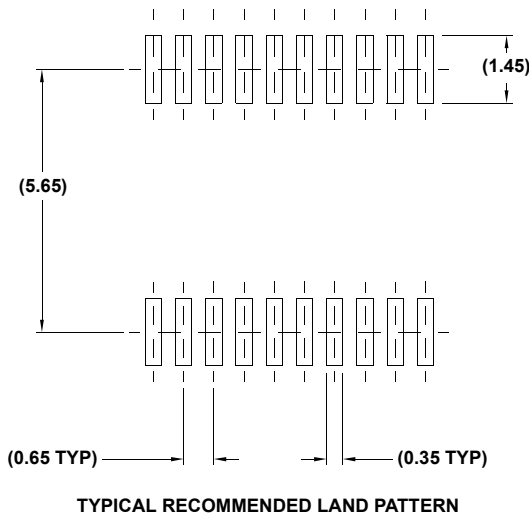 (1.45)
(5.65)
(0.65 TYP)
(0.35 TYP)
TYPICAL RECOMMENDED LAND PATTERN